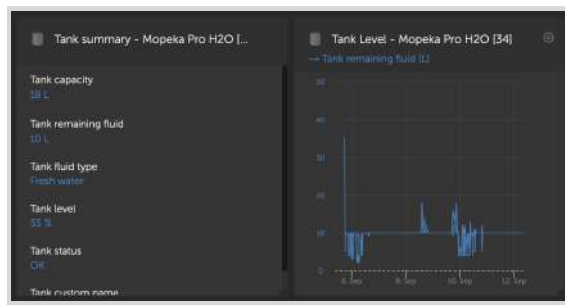 Tank summary - Mopeka Pro H2O [...
Tank capacity
18 L
Tank remaining fluid
10 L
Tank fluid type
Fresh water
Tank level
55 %
Tank status
OK
Tank custom name
Tank Level - Mopeka Pro H2O [34]
Tank remaining fluid [L]
50
40
30
20
10
0
8. Sep
10. Sep
12. Sep